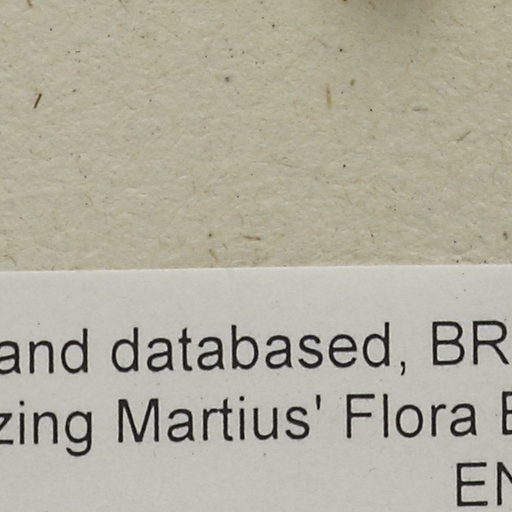 and databased, BR
zing Martius' Flora
EN